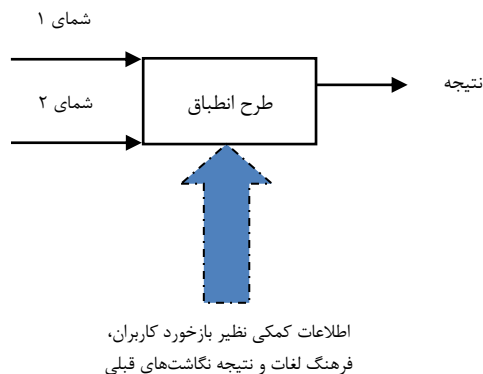 شمای ۱
شمای ۲
طرح انطباق
نتیجه
اطلاعات کمکی نظیر بازخورد کاربران،
فرهنگ لغات و نتیجه نگاشت‌های قبلی